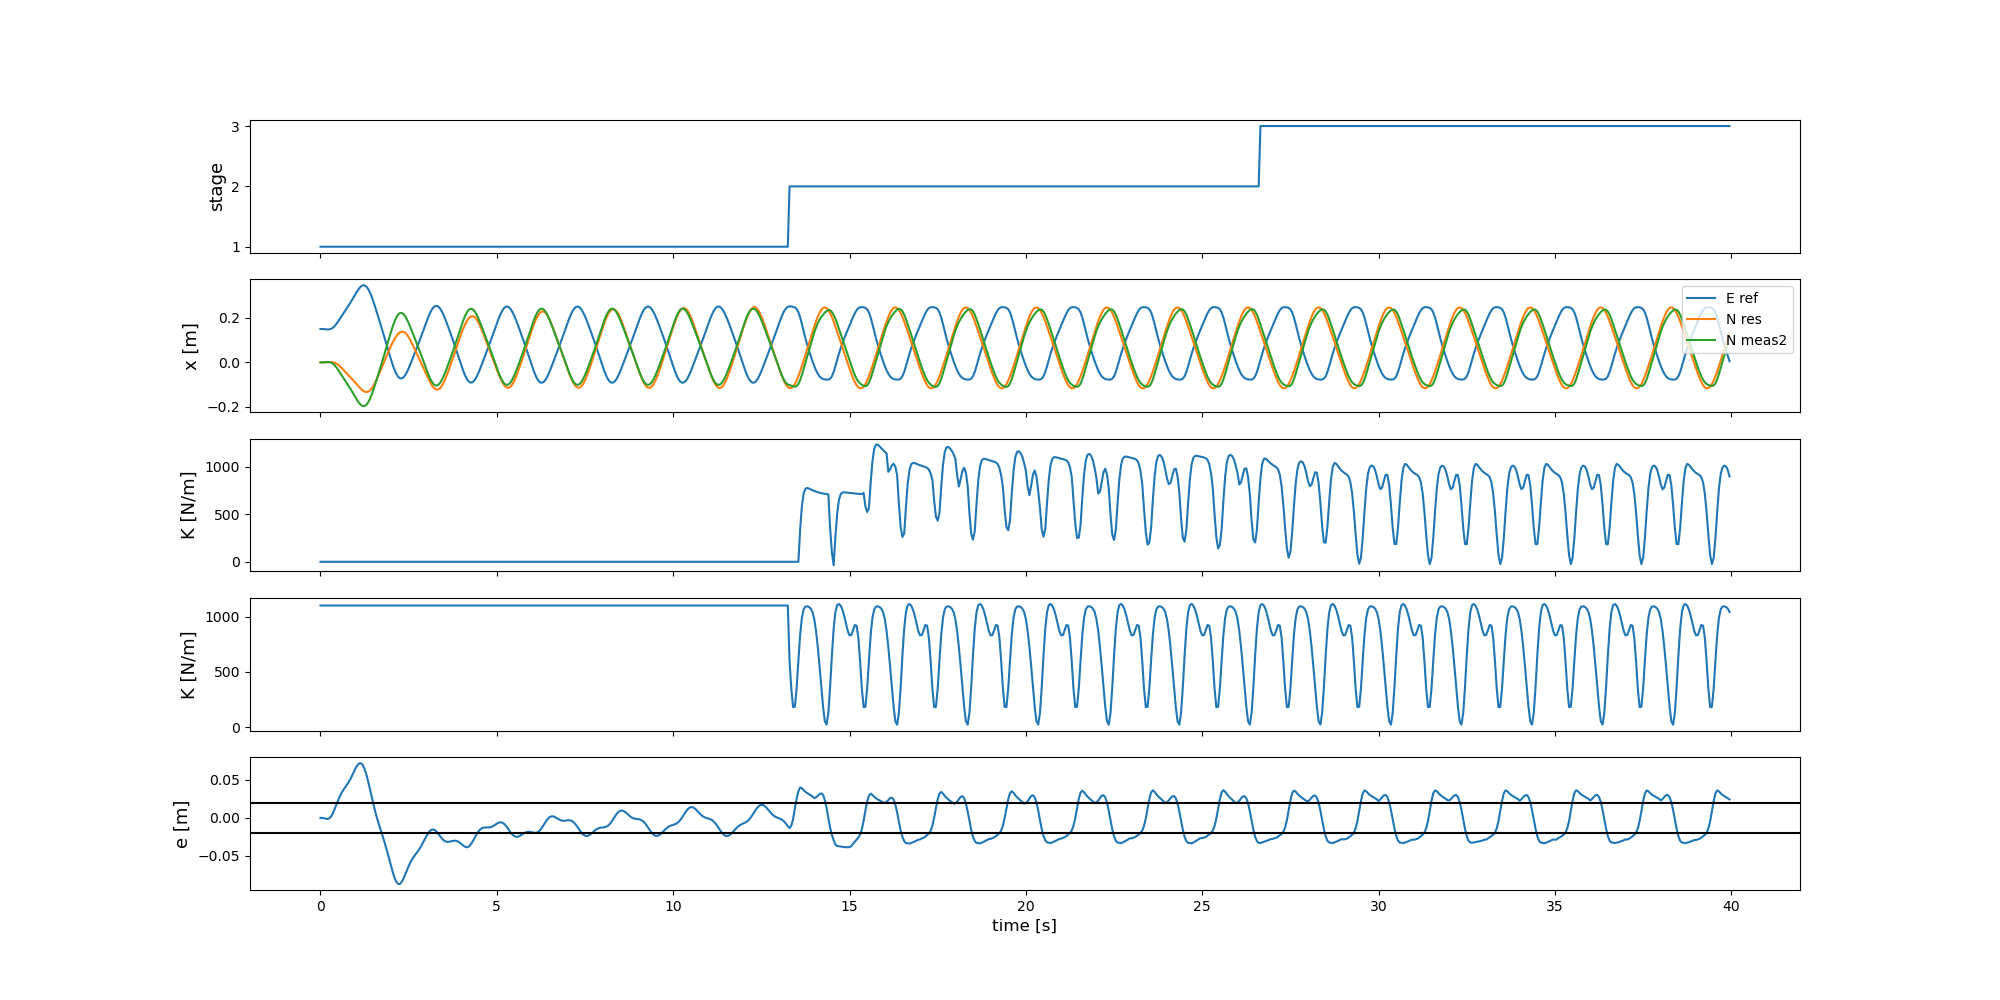 stage
3
2
1
x [m]
0.2
0.0
−0.2
E ref
N res
N meas2
K [N/m]
1000
500
0
K [N/m]
1000
500
0
e [m]
0.05
0.00
−0.05
0 5 10 15 20 25 30 35 40
time [s]